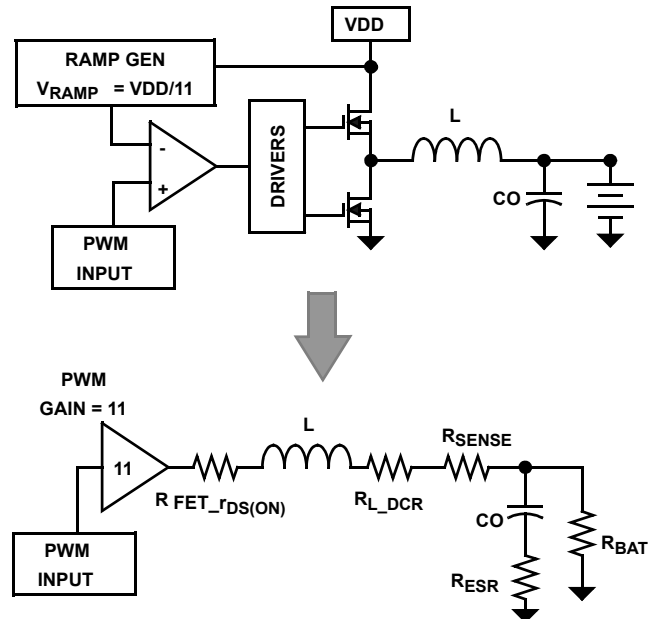 VDD
RAMP GEN
VRAMP = VDD/11
-
+
DRIVERS
L
CO
PWM
INPUT
PWM
GAIN = 11
11
R FET_rDS(ON)
L
RL_DCR
RSENSE
CO
RESR
RBAT
PWM
INPUT